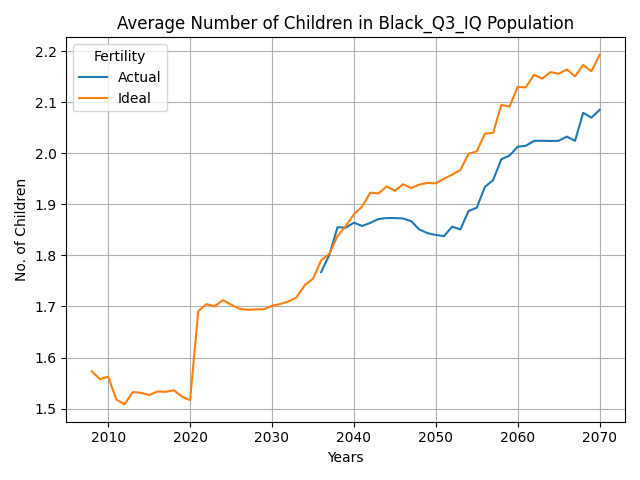 Average Number of Children in Black_Q3_IQ Population
Fertility
Actual
Ideal
No. of Children
2.2
2.1
2.0
1.9
1.8
1.7
1.6
1.5
2010 2020 2030 2040 2050 2060 2070
Years